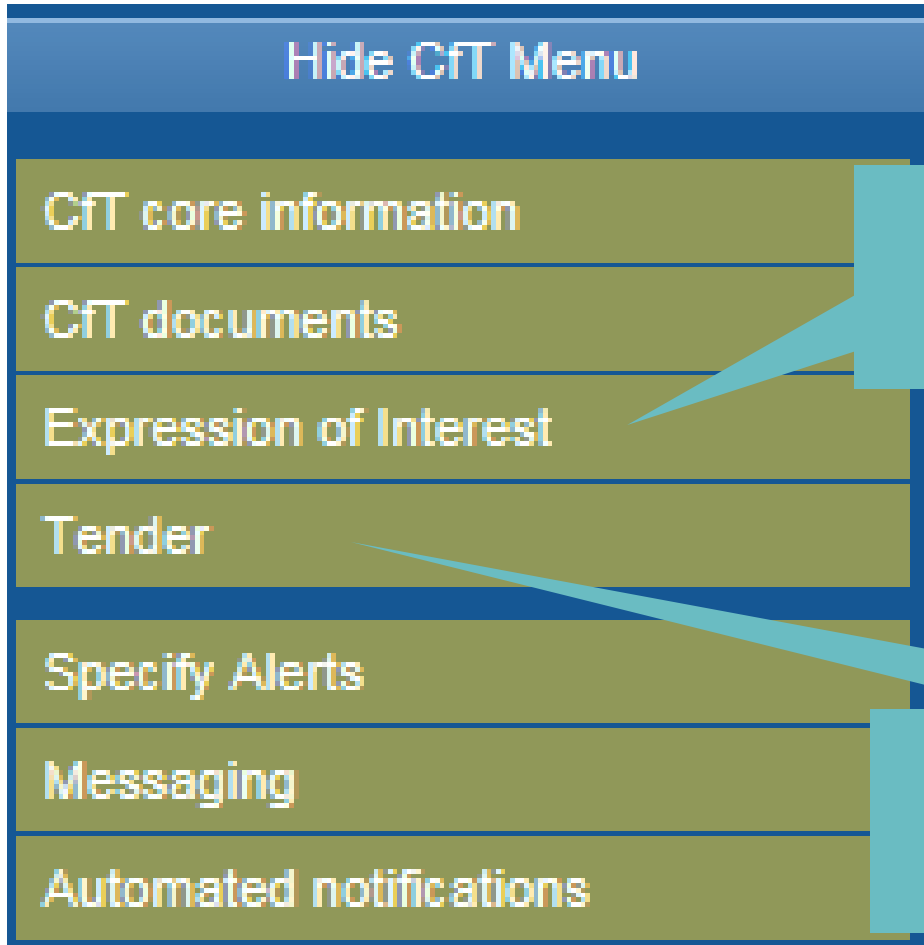 Hide CfT Menu
CfT core information
CfT documents
Expression of Interest
Tender
Specify Alerts
Messaging
Automated notifications